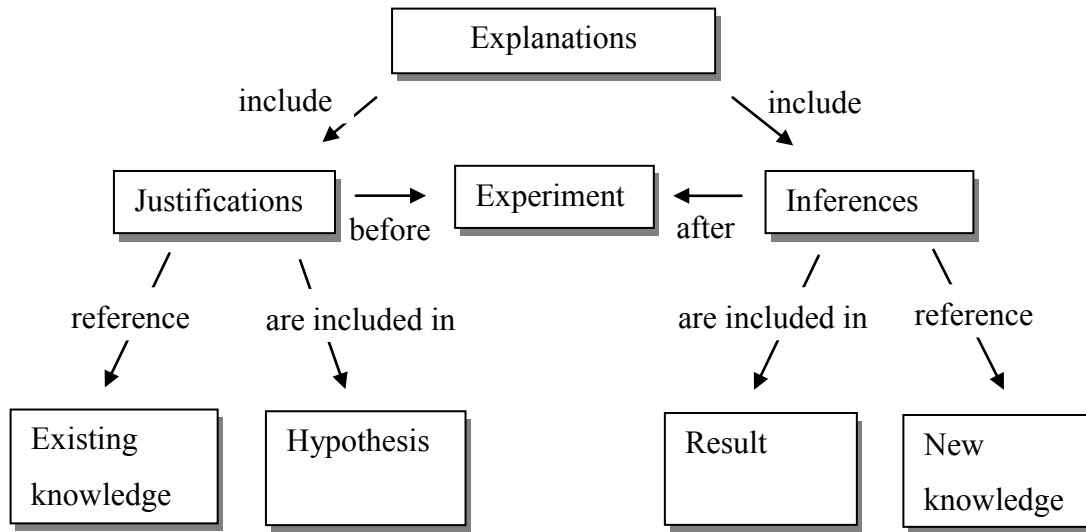 Explanations
include
include
Justifications
Experiment
Inferences
before
after
reference
are included in
are included in
reference
Existing
knowledge
Hypothesis
Result
New
knowledge